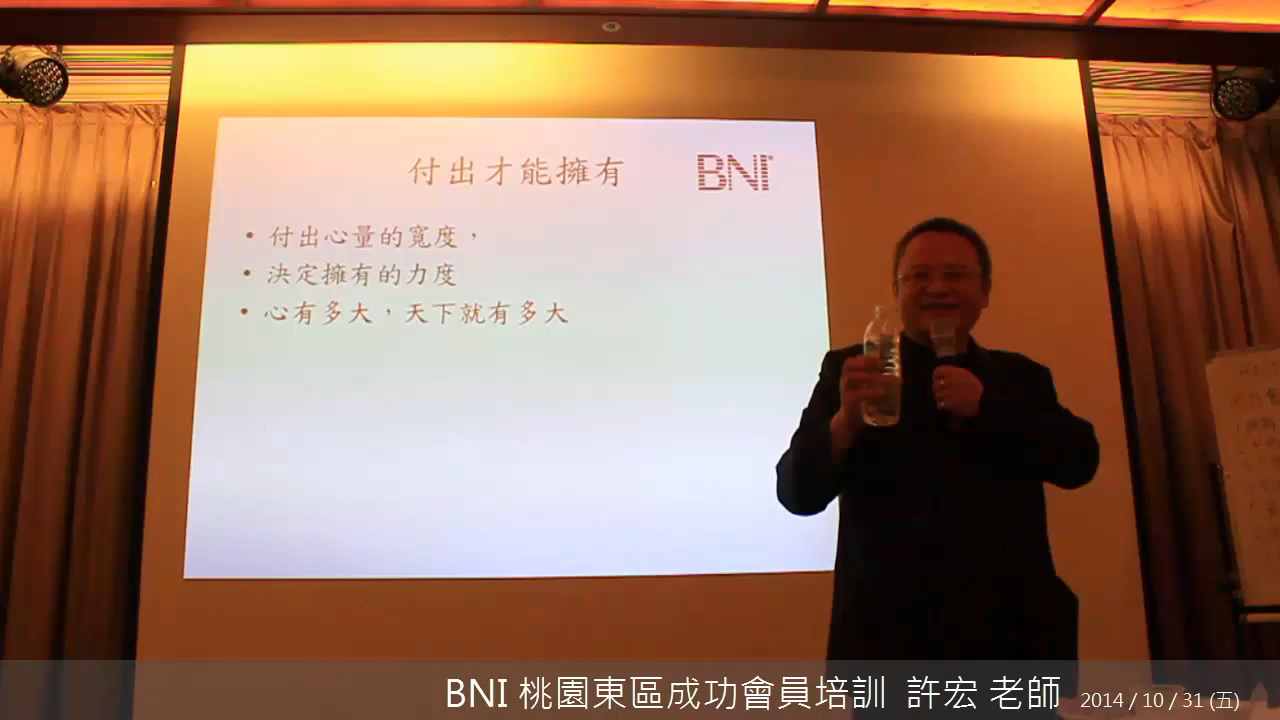 付出才能擁有
BNI
• 付出心量的寬度，
• 決定擁有的力度
• 心有多大，天下就有多大
BNI 桃園東區成功會員培訓 許宏 老師 2014 / 10 / 31 (五)